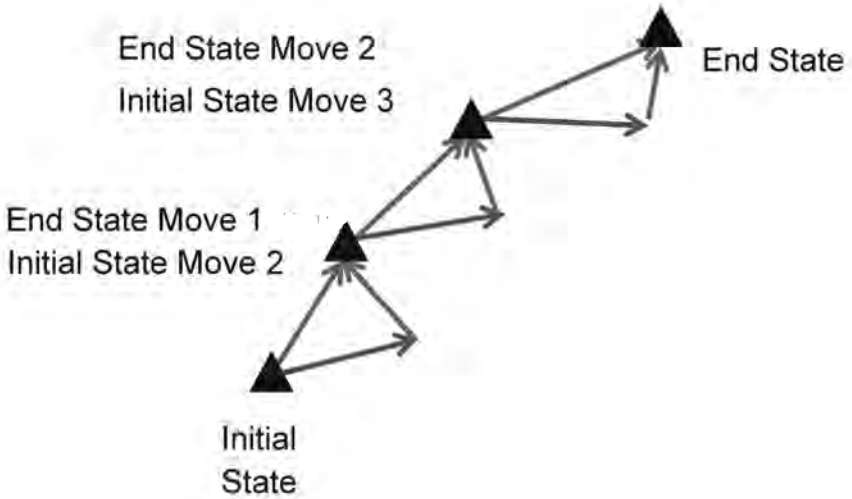 End State Move 2
End State
Initial State Move 3
End State Move 1
Initial State Move 2
Initial
State